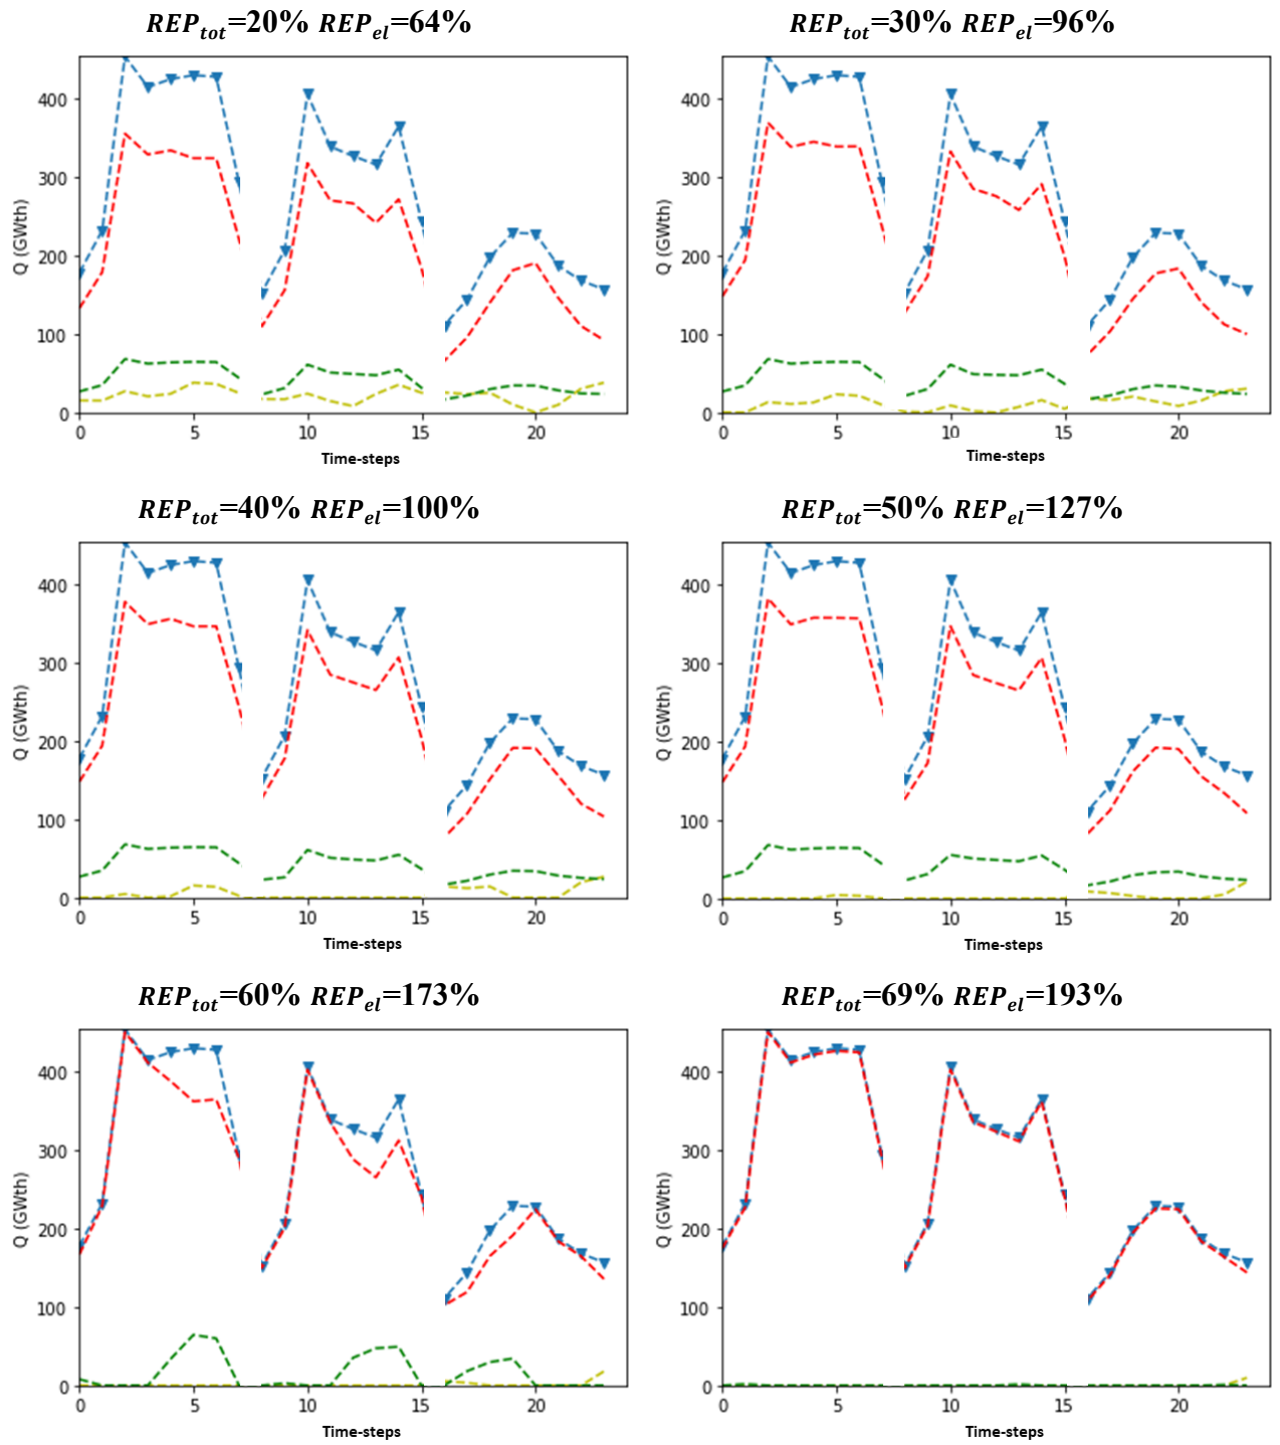 REPtot=20% REPel=64%
Q (GWth)
400
300
200
100
0
0 5 10 15 20
Time-steps
REPtot=30% REPel=96%
Q (GWth)
400
300
200
100
0
0 5 10 15 20
Time-steps
REPtot=40% REPel=100%
Q (GWth)
400
300
200
100
0
0 5 10 15 20
Time-steps
REPtot=50% REPel=127%
Q (GWth)
400
300
200
100
0
0 5 10 15 20
Time-steps
REPtot=60% REPel=173%
Q (GWth)
400
300
200
100
0
0 5 10 15 20
Time-steps
REPtot=69% REPel=193%
Q (GWth)
400
300
200
100
0
0 5 10 15 20
Time-steps